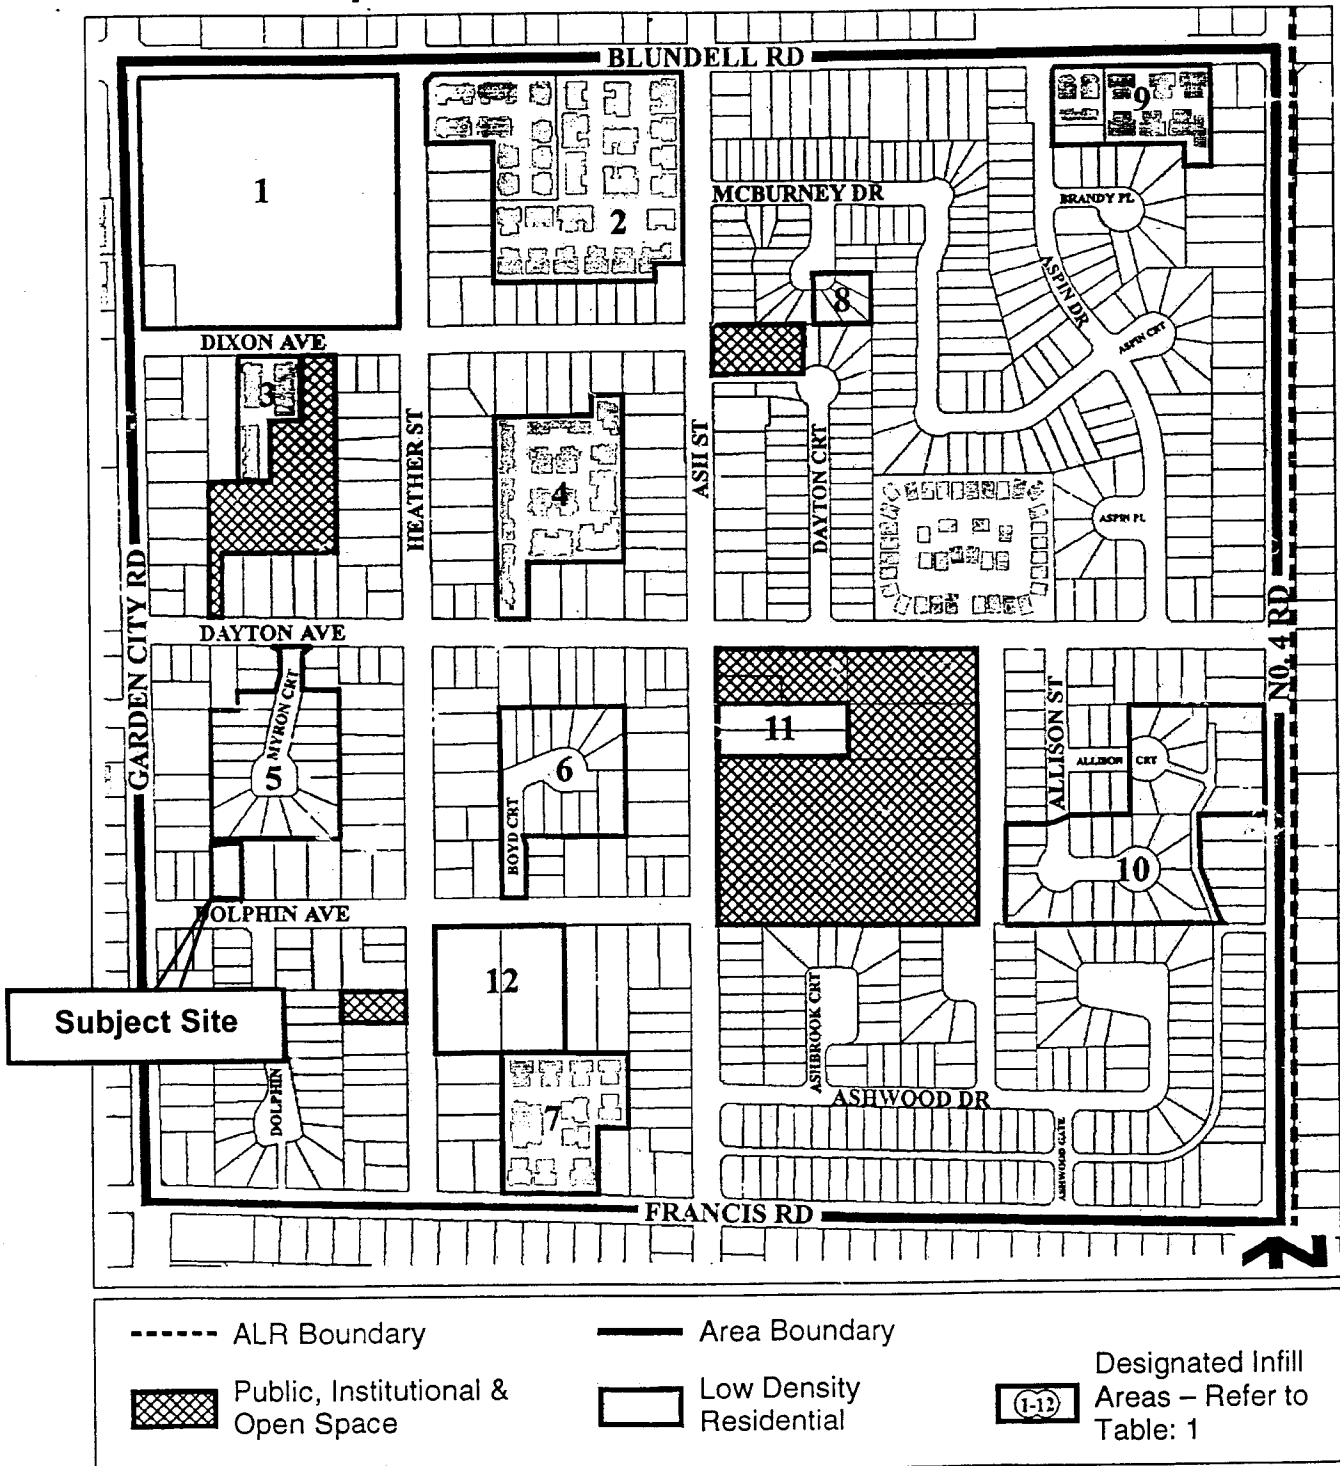 BLUNDELL RD
1
2
9
MCBURNEY DR
BRANDY PL
ASPIN DR
8
ASPIN CRT
DIXON AVE
3
HEATHER ST
4
ASH ST
DAYTON CRT
ASPIN PL
GARDEN CITY RD
NO. 4 RD
DAYTON AVE
MYRON CRT
5
6
BOYD CRT
11
ALLISON ST
ALLISON CRT
10
DOLPHIN AVE
12
Subject Site
ASHBROOK CRT
DOLPHIN
7
ASHWOOD DR
ASHWOOD GATE
FRANCIS RD
N
ALR Boundary
Area Boundary
Public, Institutional &
Open Space
Low Density
Residential
1-12
Designated Infill
Areas – Refer to
Table: 1